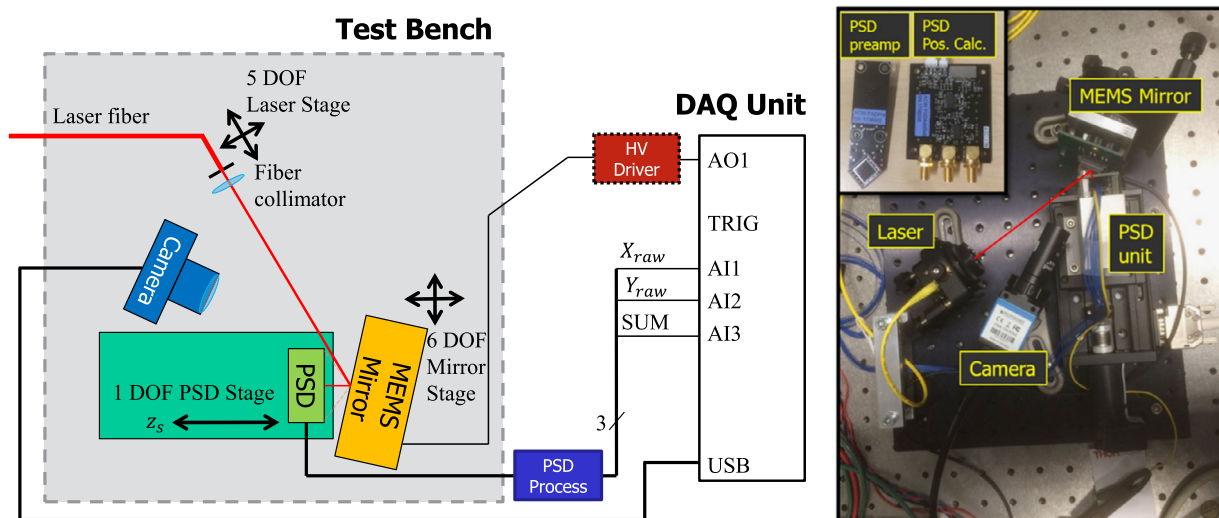 Test Bench
5 DOF
Laser Stage
Laser fiber
Fiber
collimator
Camera
6 DOF
Mirror
Stage
MEMS
Mirror
PSD
1 DOF PSD Stage
z_s
DAQ Unit
HV
Driver
AO1
TRIG
X_raw
AI1
Y_raw
AI2
SUM
AI3
3
PSD
Process
USB
PSD
preamp
PSD
Pos. Calc.
MEMS Mirror
Laser
PSD
unit
Camera